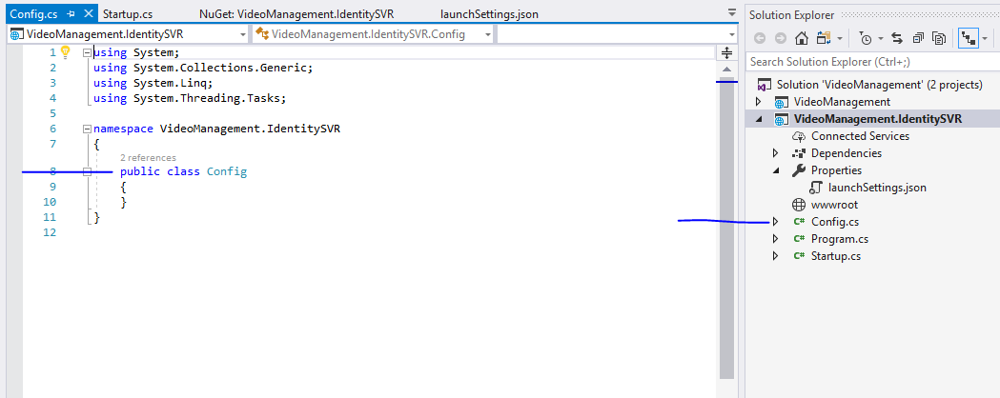 Config.cs
Startup.cs
NuGet: VideoManagement.IdentitySVR
launchSettings.json
VideoManagement.IdentitySVR
VideoManagement.IdentitySVR.Config
1 using System;
2 using System.Collections.Generic;
3 using System.Linq;
4 using System.Threading.Tasks;
5
6 namespace VideoManagement.IdentitySVR
7 {
2 references
8 public class Config
9 {
10 }
11 }
12
Solution Explorer
Search Solution Explorer (Ctrl+;)
Solution 'VideoManagement' (2 projects)
VideoManagement
VideoManagement.IdentitySVR
Connected Services
Dependencies
Properties
launchSettings.json
wwwroot
C# Config.cs
C# Program.cs
C# Startup.cs